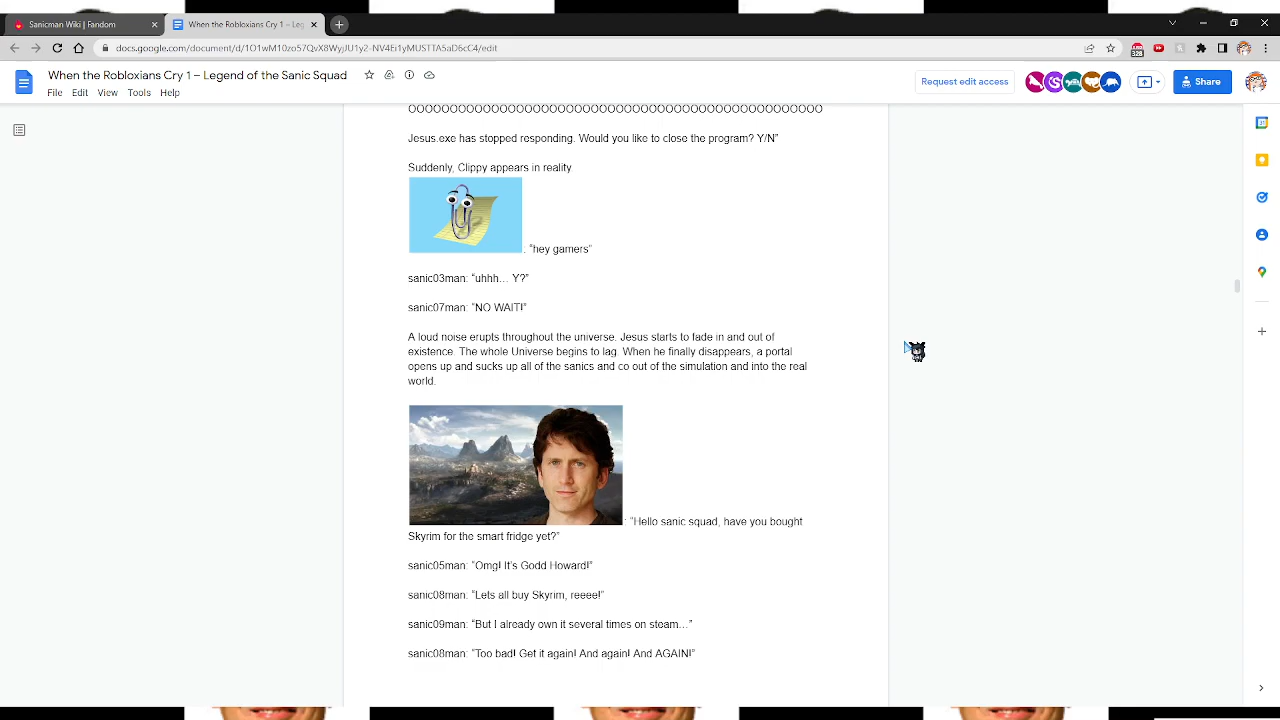 Sanicman Wiki | Fandom
When the Robloxians Cry 1 – Leg
docs.google.com/document/d/1O1wM10zo57QvX8WyjJU1y2-NV4Ei1yMUSTTA5aD6cC4/edit
When the Robloxians Cry 1 – Legend of the Sanic Squad
Request edit access
Share
File Edit View Tools Help
OOOOOOOOOOOOOOOOOOOOOOOOOOOOOOOOOOOOOOOOOOOOOOOOOO
Jesus.exe has stopped responding. Would you like to close the program? Y/N”
Suddenly, Clippy appears in reality
. “hey gamers”
sanic03man: “uhhh… Y?”
sanic07man: “NO WAIT!”
A loud noise erupts throughout the universe. Jesus starts to fade in and out of
existence. The whole Universe begins to lag. When he finally disappears, a portal
opens up and sucks up all of the sanics and co out of the simulation and into the real
world.
: “Hello sanic squad, have you bought
Skyrim for the smart fridge yet?”
sanic05man: “Omg! It’s Godd Howard!”
sanic08man: “Lets all buy Skyrim, reeee!”
sanic09man: “But I already own it several times on steam…”
sanic08man: “Too bad! Get it again! And again! And AGAIN!”